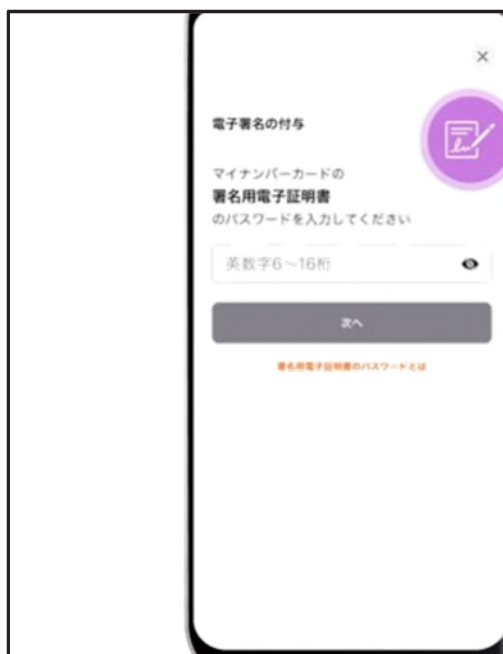 電子署名の付与
マイナンバーカードの
署名用電子証明書
のパスワードを入力してください
英数字6～16桁
次へ
署名用電子証明書のパスワードとは